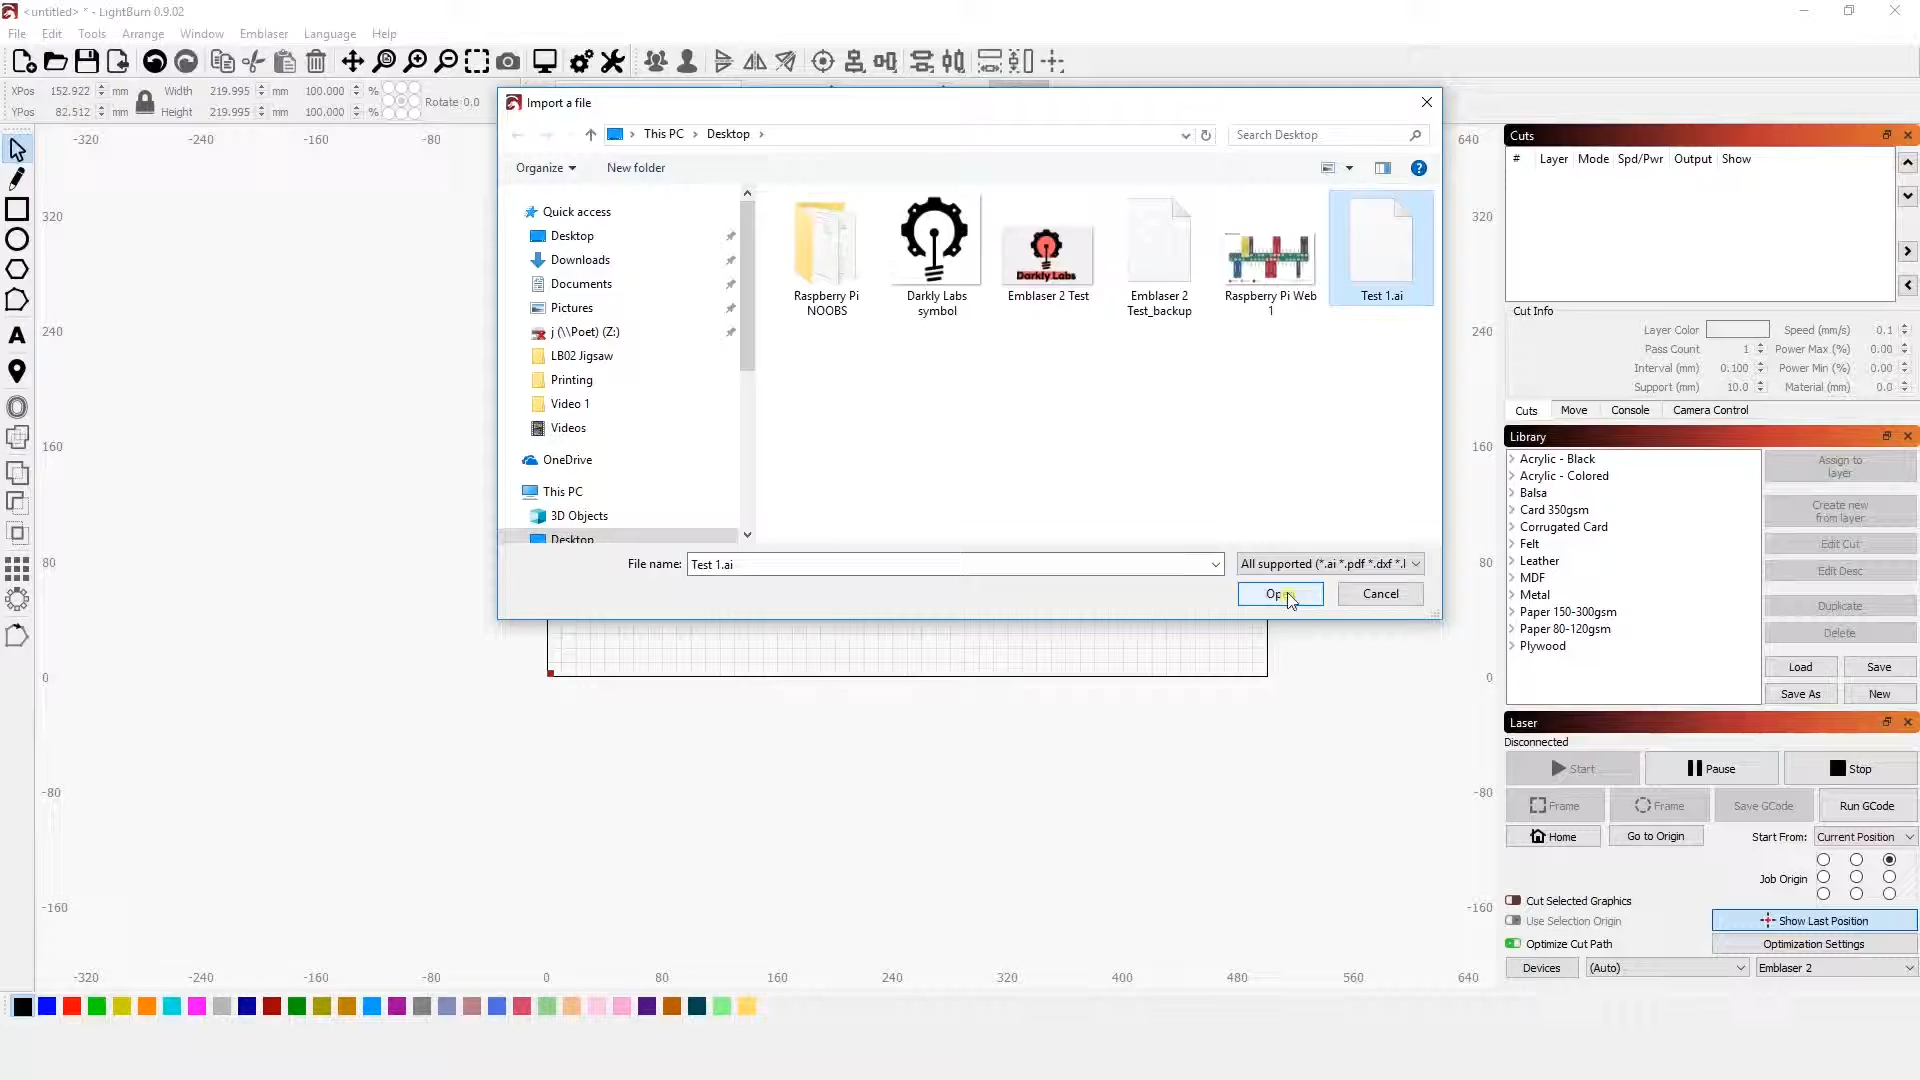 <untitled> * - LightBurn 0.9.02
File Edit Tools Arrange Window Emblaser Language Help
XPos 152.922 mm Width 219.995 mm 100.000 %
YPos 82.512 mm Height 219.995 mm 100.000 %
Rotate 0.0
Import a file
This PC > Desktop >
Search Desktop
Organize New folder
Quick access
Desktop
Downloads
Documents
Pictures
j (\\Poet) (Z:)
LB02 Jigsaw
Printing
Video 1
Videos
OneDrive
This PC
3D Objects
Desktop
Raspberry Pi NOOBS
Darkly Labs symbol
Darkly Labs
Emblaser 2 Test
Emblaser 2 Test_backup
Raspberry Pi Web 1
Test 1.ai
File name: Test 1.ai
All supported (*.ai *.pdf *.dxf *.l
Cancel
-320 -240 -160 -80 640
320 320
240 240
160 160
80 80
0 0
-80 -80
-160 -160
-320 -240 -160 -80 0 80 160 240 320 400 480 560 640
Cuts
# Layer Mode Spd/Pwr Output Show
Cut Info
Layer Color Speed (mm/s) 0.1
Pass Count 1 Power Max (%) 0.00
Interval (mm) 0.100 Power Min (%) 0.00
Support (mm) 10.0 Material (mm) 0.0
Cuts Move Console Camera Control
Library
Acrylic - Black
Acrylic - Colored
Balsa
Card 350gsm
Corrugated Card
Felt
Leather
MDF
Metal
Paper 150-300gsm
Paper 80-120gsm
Plywood
Assign to
layer
Create new
from layer
Edit Cut
Edit Desc
Duplicate
Delete
Load Save
Save As New
Laser
Disconnected
Start Pause Stop
Frame Frame Save GCode Run GCode
Home Go to Origin Start From: Current Position
Job Origin
Cut Selected Graphics
Use Selection Origin Show Last Position
Optimize Cut Path Optimization Settings
Devices (Auto) Emblaser 2